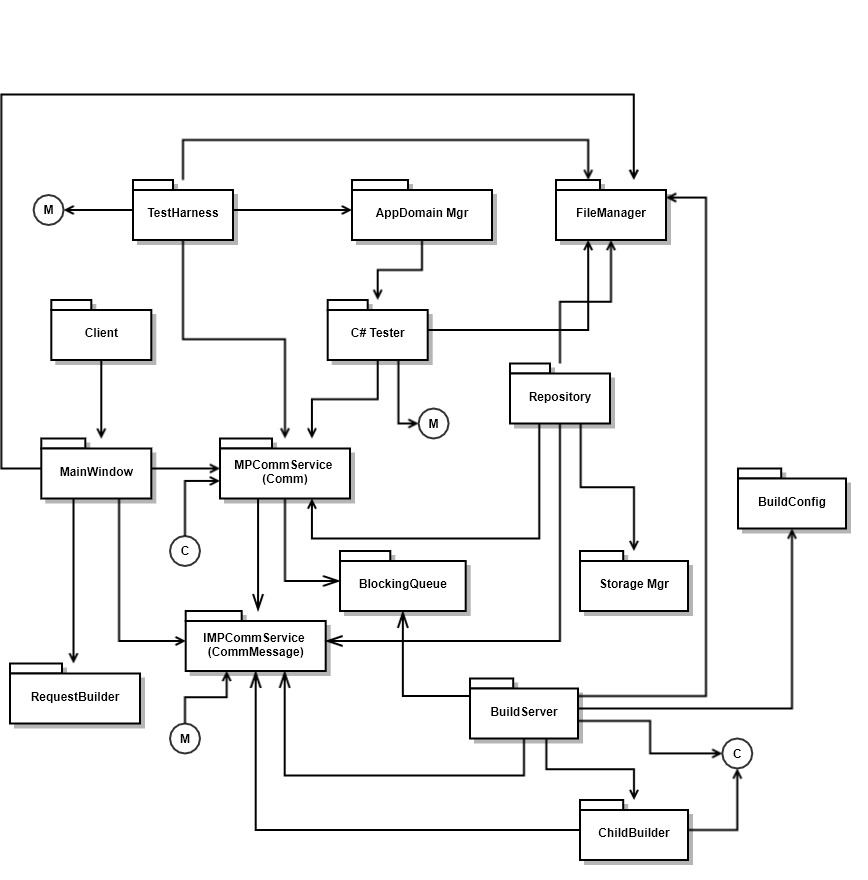 M
TestHarness
AppDomain Mgr
FileManager
Client
C# Tester
Repository
M
MainWindow
MPCommService
(Comm)
BuildConfig
C
BlockingQueue
Storage Mgr
IMPCommService
(CommMessage)
RequestBuilder
BuildServer
M
C
ChildBuilder